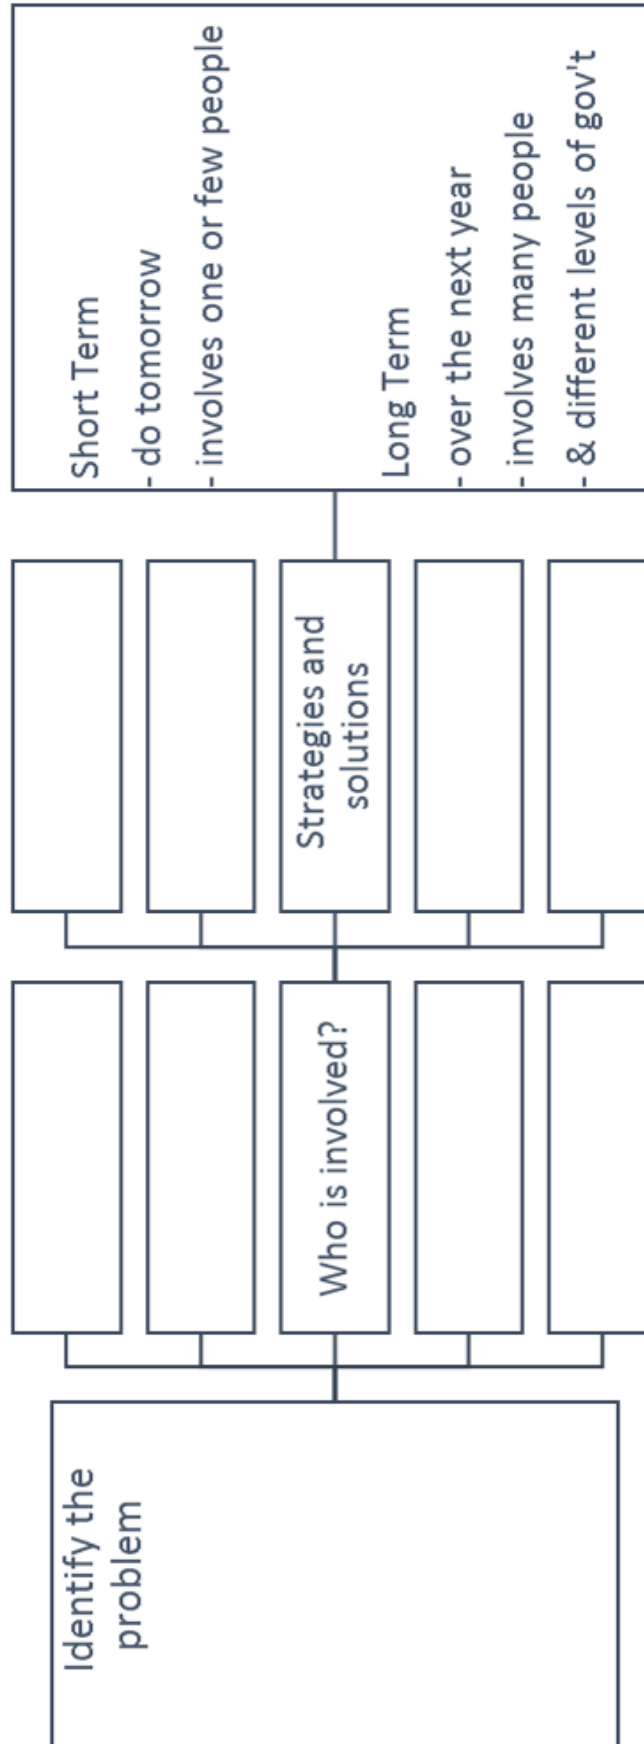 Identify the
problem
Who is involved?
Strategies and
solutions
Short Term
- do tomorrow
- involves one or few people
Long Term
- over the next year
- involves many people
- & different levels of gov't